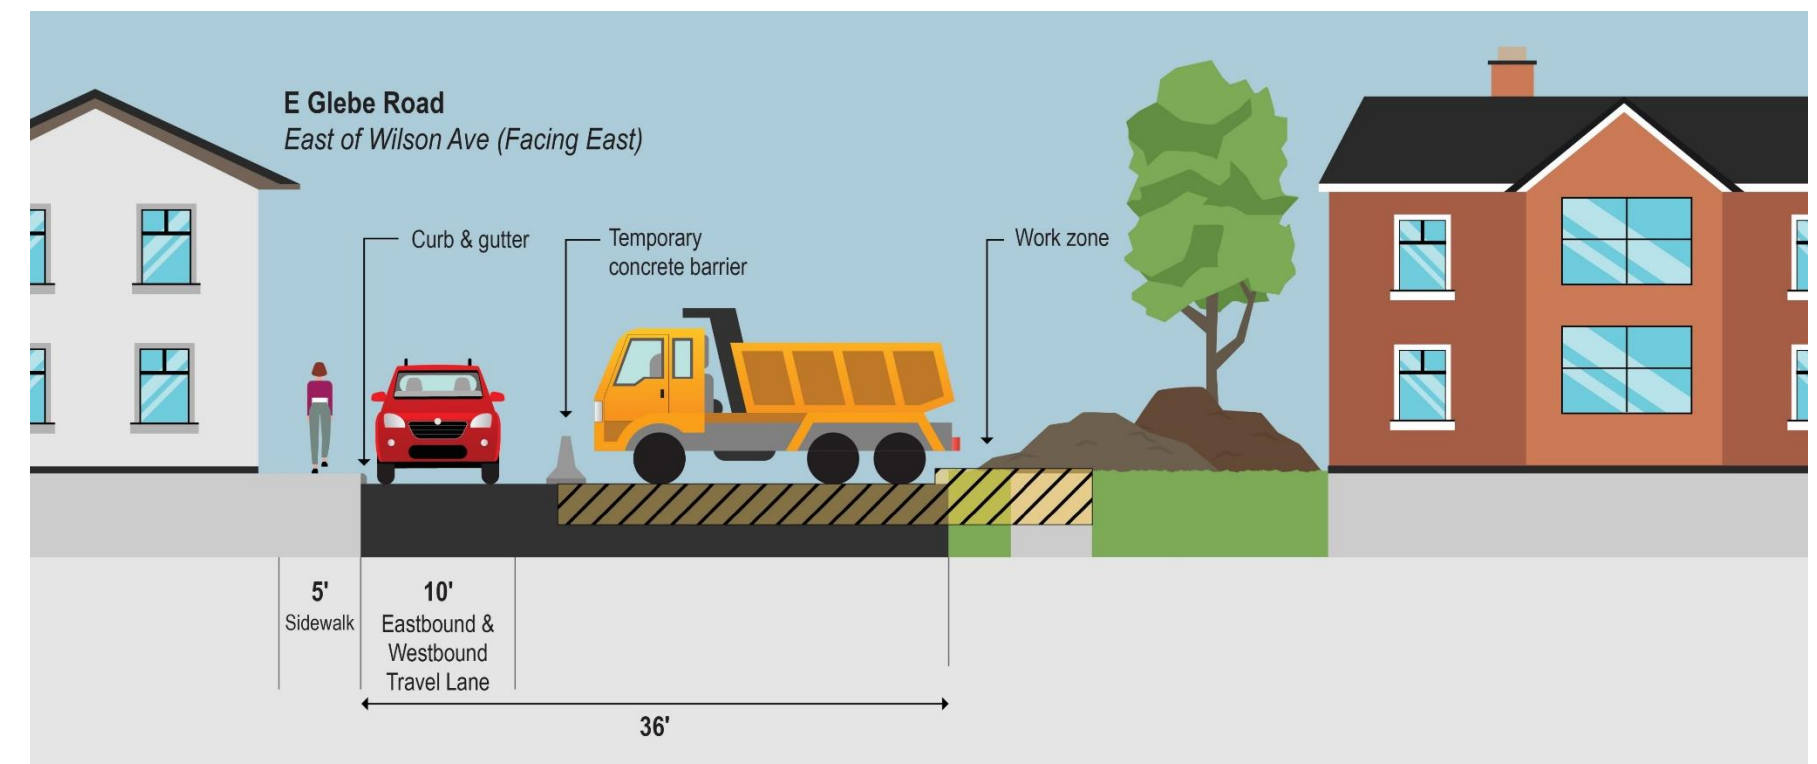 E Glebe Road
East of Wilson Ave (Facing East)
Curb & gutter
Temporary
concrete barrier
Work zone
5'
Sidewalk
10'
Eastbound &
Westbound
Travel Lane
36'